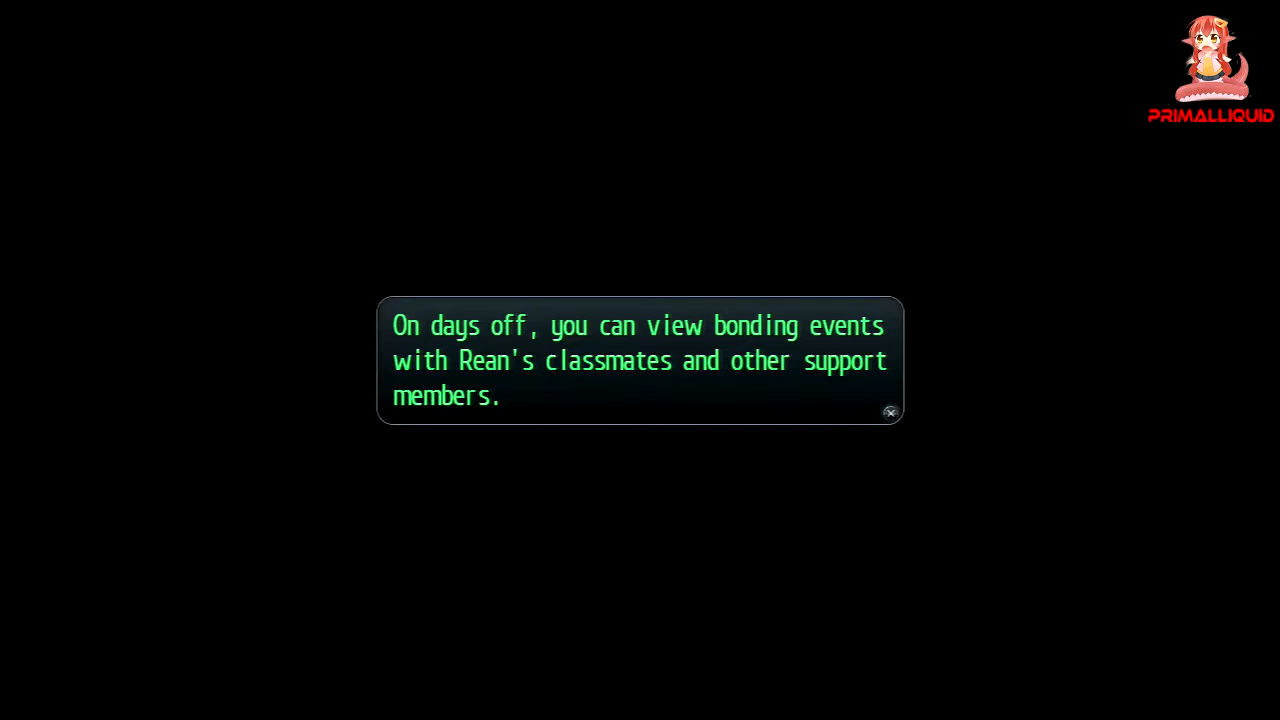 PRIMALLIQUID
On days off, you can view bonding events
with Rean's classmates and other support
members.